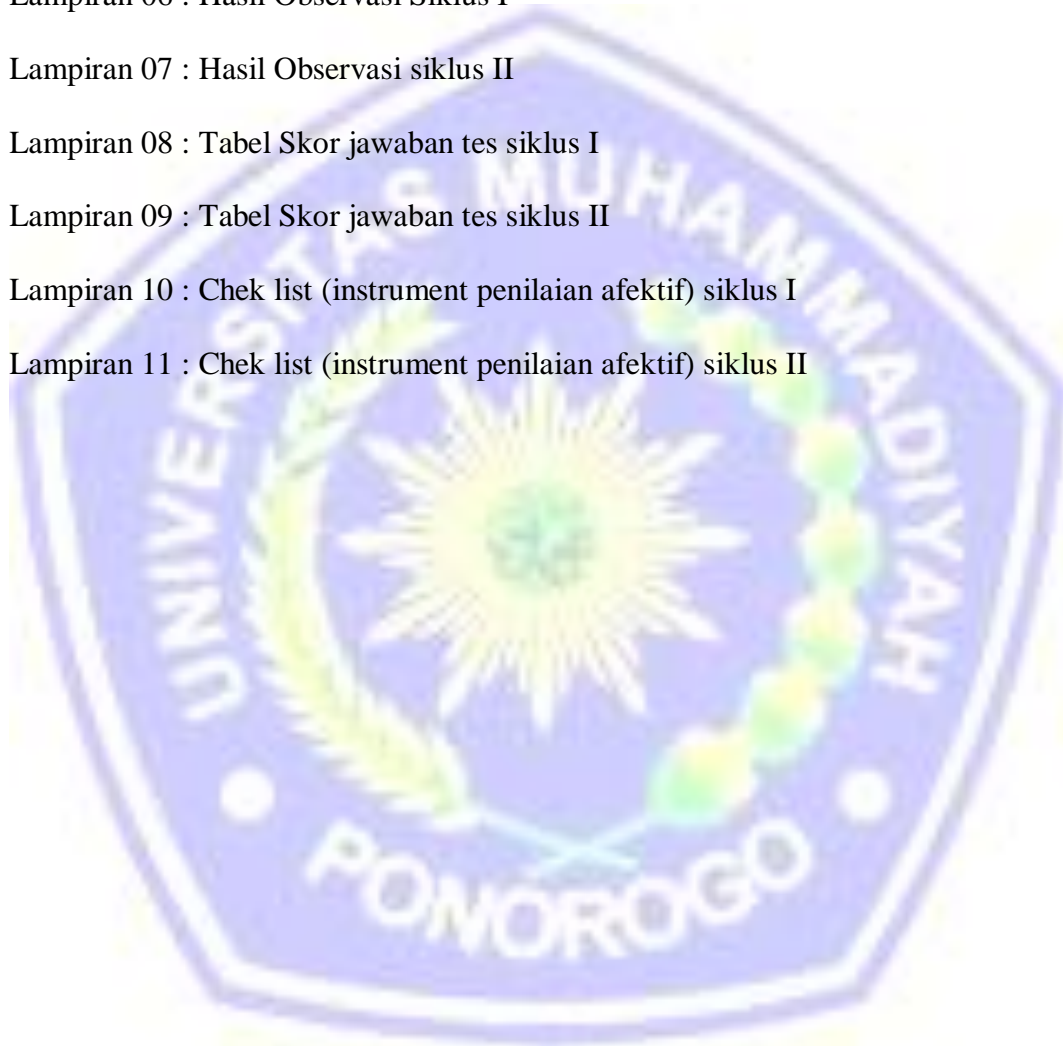 Lampiran 06 : Hasil Observasi Siklus I
Lampiran 07 : Hasil Observasi siklus II
Lampiran 08 : Tabel Skor jawaban tes siklus I
Lampiran 09 : Tabel Skor jawaban tes siklus II
Lampiran 10 : Chek list (instrument penilaian afektif) siklus I
Lampiran 11 : Chek list (instrument penilaian afektif) siklus II
UNIVERSITAS MUHAMMADIYAH
PONOROGO